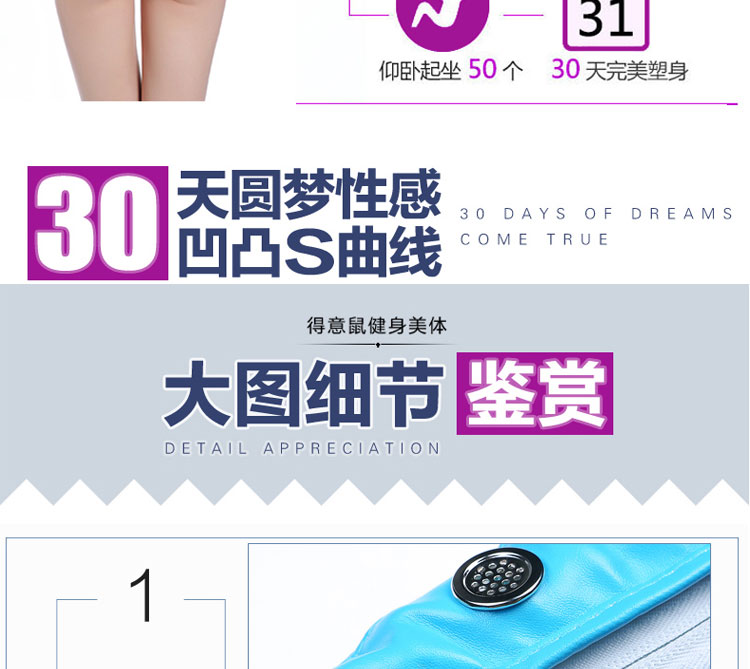 31
仰卧起坐 50 个 30 天完美塑身
30 天圆梦性感
凹凸S曲线
30 DAYS OF DREAMS
COME TRUE
得意鼠健身美体
大图细节 鉴赏
DETAIL APPRECIATION
1